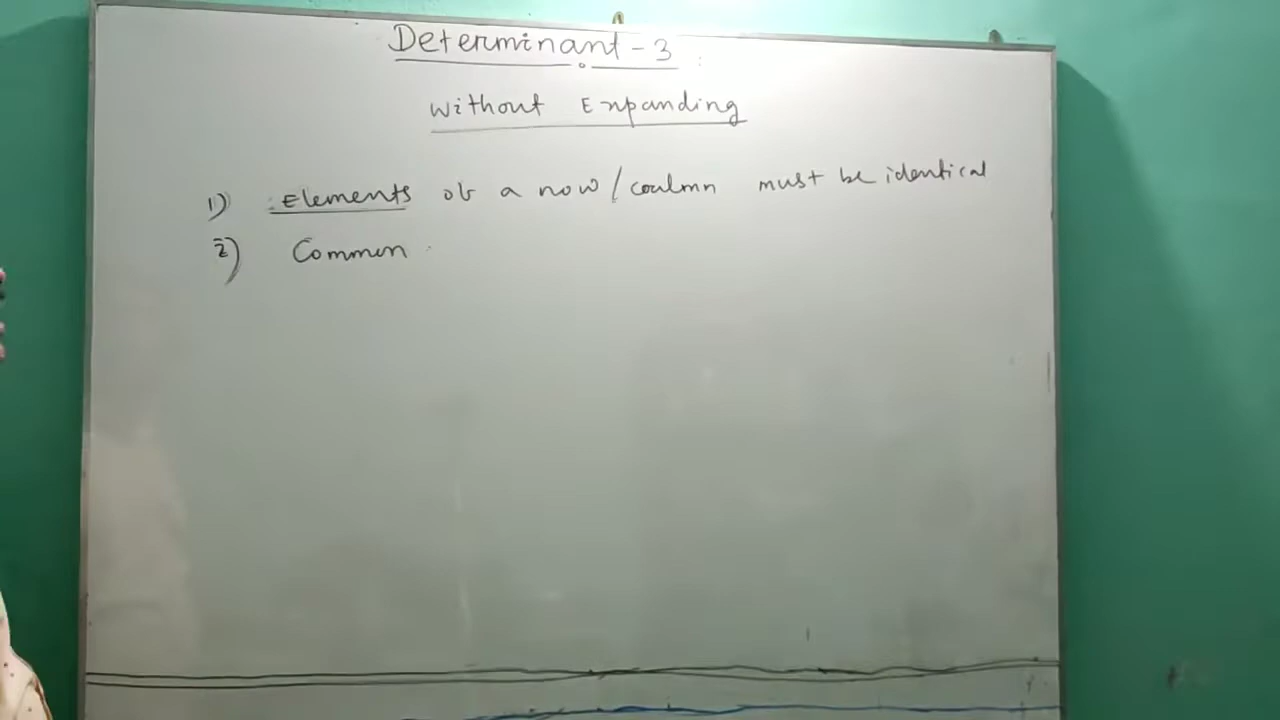 Determinant - 3
Without Expanding
1) Elements of a row / coulmn must be identical
2) Common